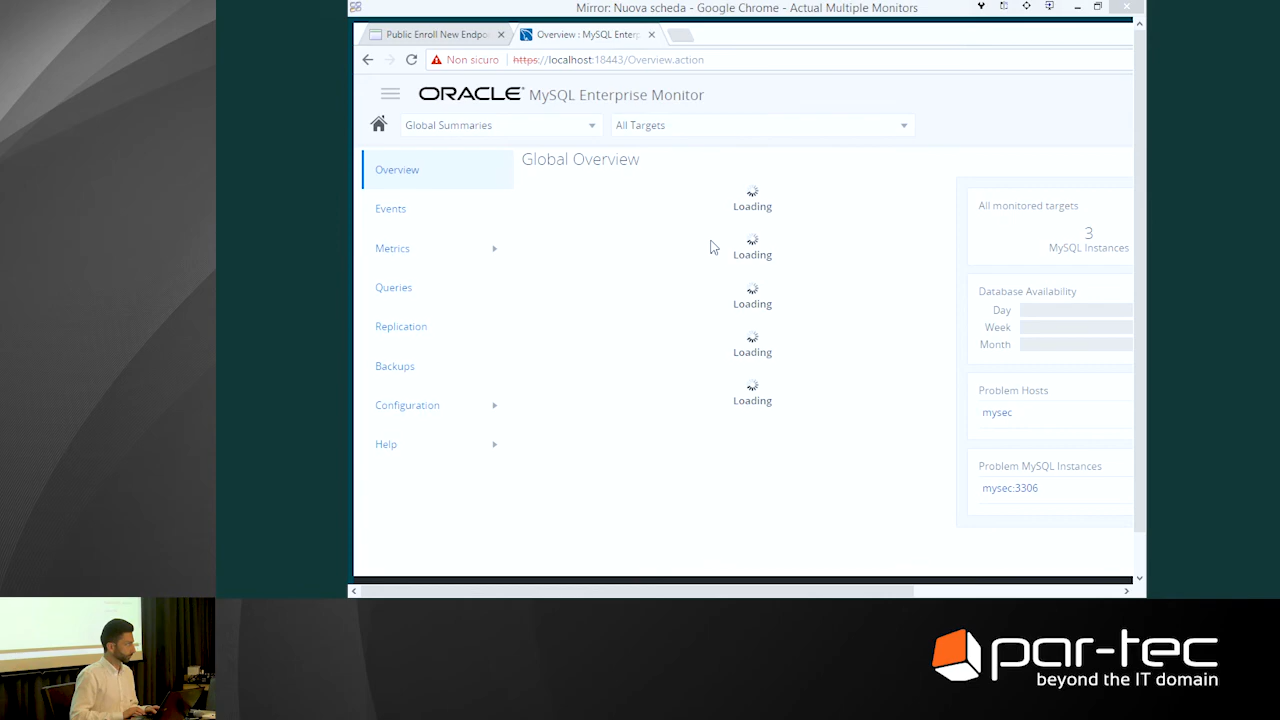 Mirror: Nuova scheda - Google Chrome - Actual Multiple Monitors
Public Enroll New Endpo
Overview : MySQL Enterp
Non sicuro
https://localhost:18443/Overview.action
ORACLE MySQL Enterprise Monitor
Global Summaries
All Targets
Overview
Events
Metrics
Queries
Replication
Backups
Configuration
Help
Global Overview
Loading
Loading
Loading
Loading
Loading
All monitored targets
3
MySQL Instances
Database Availability
Day
Week
Month
Problem Hosts
mysec
Problem MySQL Instances
mysec:3306
par-tec
beyond the IT domain